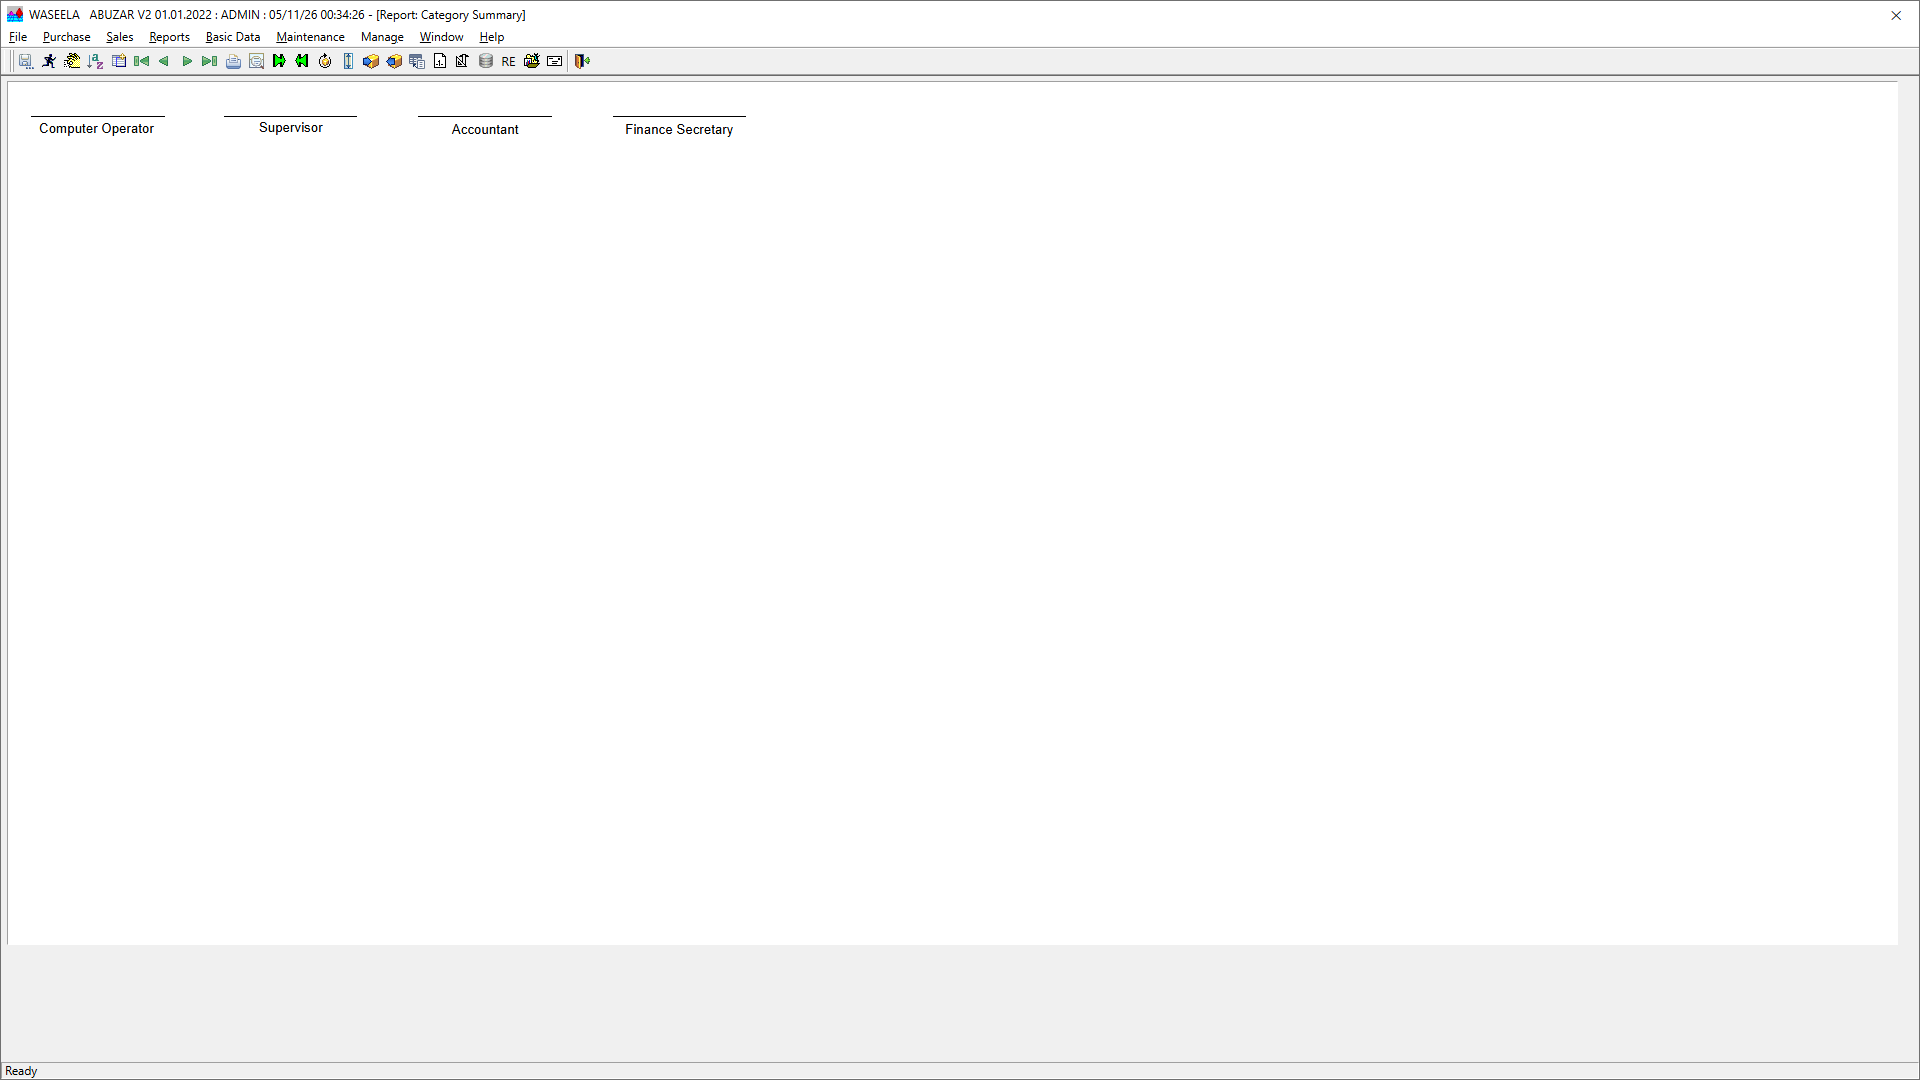 WASEELA ABUZAR V2 01.01.2022 : ADMIN : 05/11/26 00:34:26 - [Report: Category Summary]
File Purchase Sales Reports Basic Data Maintenance Manage Window Help
RE
Computer Operator Supervisor Accountant Finance Secretary
Ready